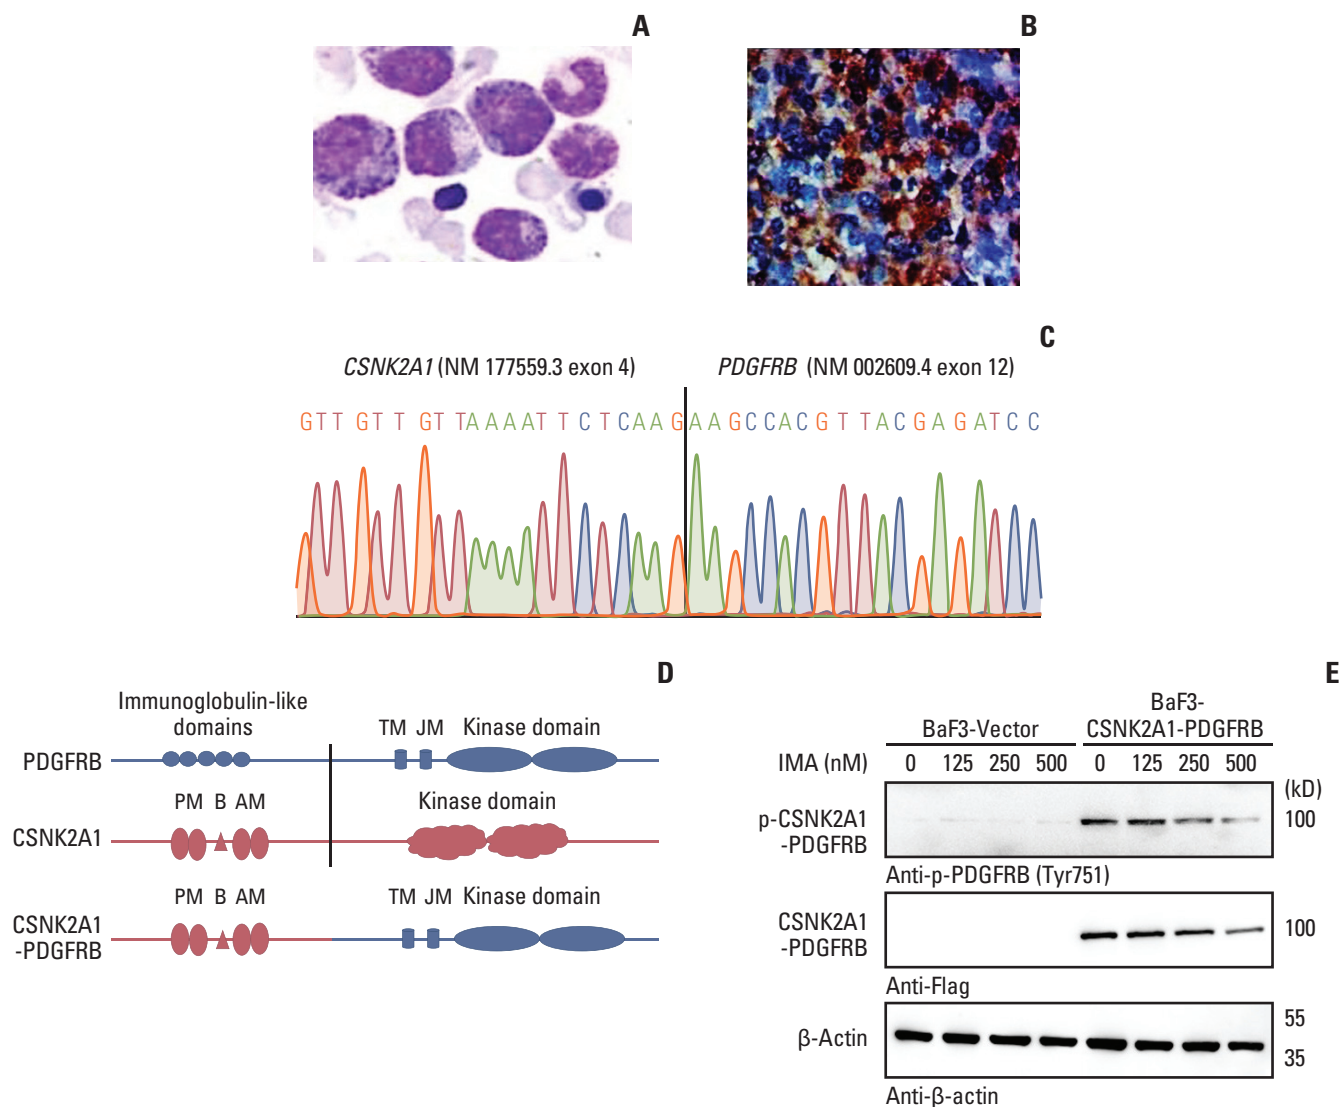 A
B
C
CSNK2A1 (NM 177559.3 exon 4)
PDGFRB (NM 002609.4 exon 12)
GTTGTTGTTAAAATTCTCAAGAAGCCACGTTACGAGATCC
D
Immunoglobulin-like
domains
TM JM Kinase domain
PDGFRB
PM B AM
Kinase domain
CSNK2A1
PM B AM
TM JM Kinase domain
CSNK2A1
-PDGFRB
E
BaF3-Vector
BaF3-
CSNK2A1-PDGFRB
IMA (nM) 0 125 250 500 0 125 250 500
(kD)
p-CSNK2A1
-PDGFRB
100
Anti-p-PDGFRB (Tyr751)
CSNK2A1
-PDGFRB
100
Anti-Flag
β-Actin
55
35
Anti-β-actin